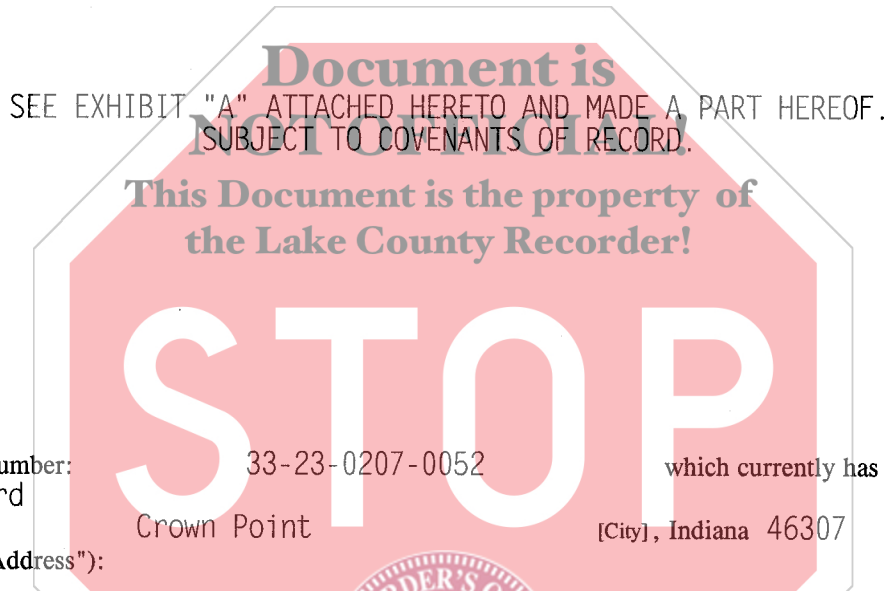 Document is
SEE EXHIBIT "A" ATTACHED HERETO AND MADE A PART HEREOF.
NOT OFFICIAL!
SUBJECT TO COVENANTS OF RECORD.
This Document is the property of
the Lake County Recorder!
STOP
umber: 33-23-0207-0052 which currently has
rd
Crown Point [City], Indiana 46307
Address"):
DER'S O